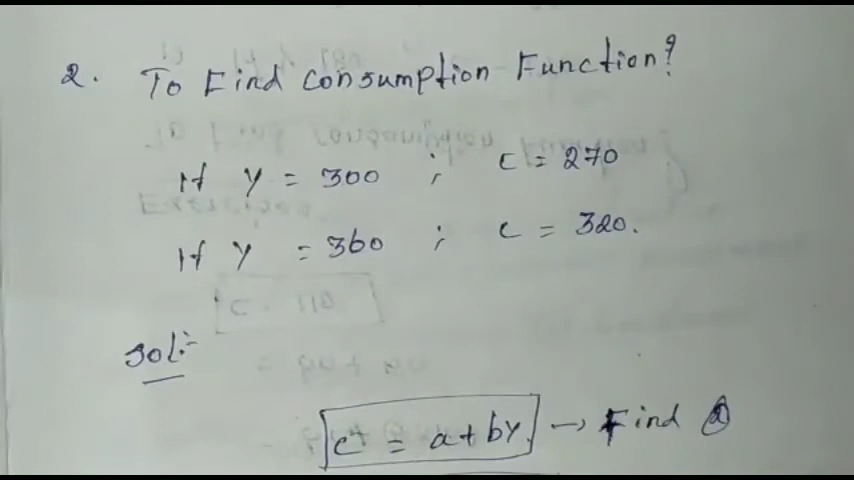 2. To Find Consumption Function?
If Y = 300 ; C = 270
If Y = 360 ; C = 320.
Sol:-
C = a + by. → Find a